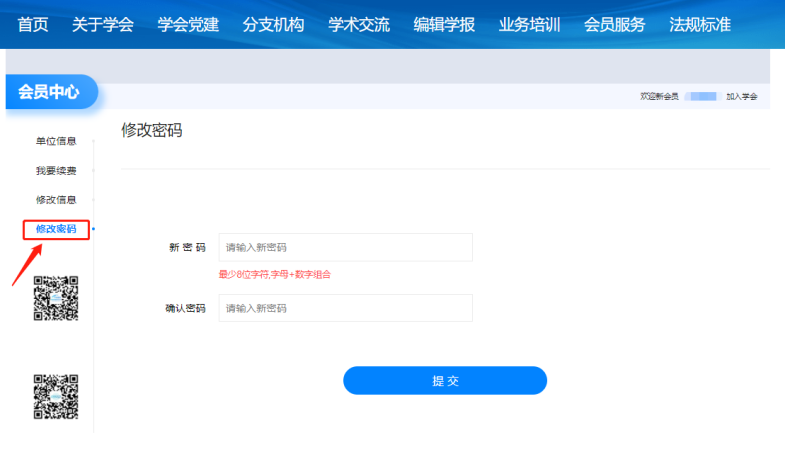 首页 关于学会 学会党建 分支机构 学术交流 编辑学报 业务培训 会员服务 法规标准
会员中心
欢迎新会员 加入学会
修改密码
单位信息
我要续费
修改信息
修改密码
新 密 码 请输入新密码
最少8位字符,字母+数字组合
确认密码 请输入新密码
提 交